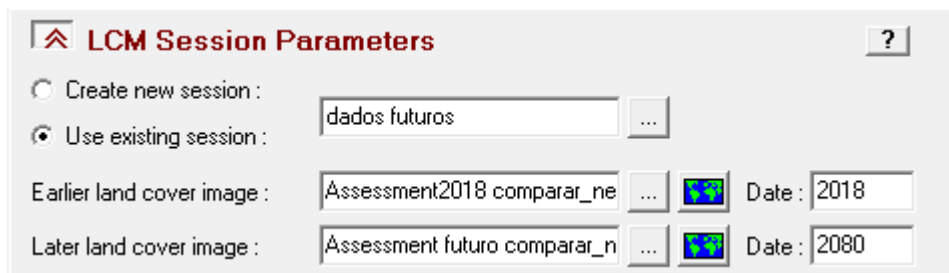 LCM Session Parameters
?
Create new session :
dados futuros ...
Use existing session :
Earlier land cover image : Assessment2018 comparar_ne ... Date : 2018
Later land cover image : Assessment futuro comparar_n ... Date : 2080